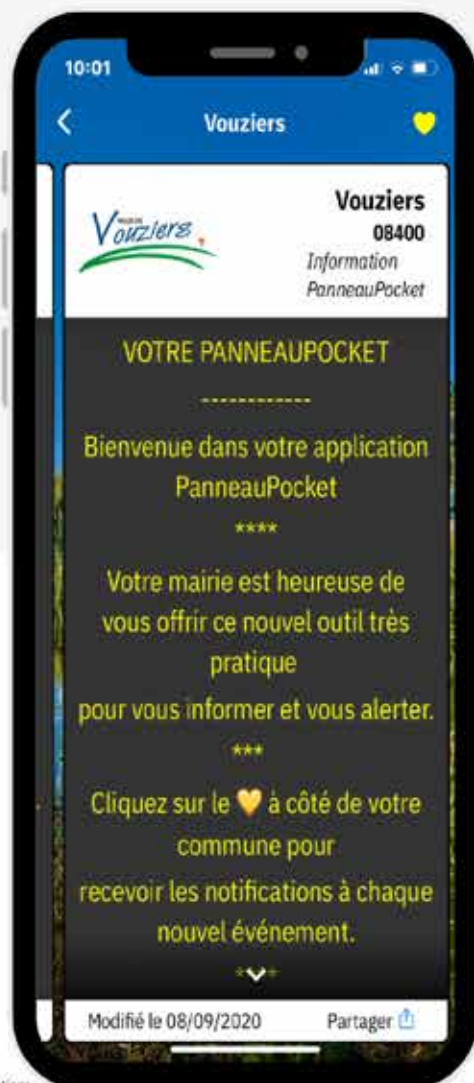 10:01
Vouziers
Vouziers
Vouziers
08400
Information
PanneauPocket
VOTRE PANNEAUPOCKET
------------
Bienvenue dans votre application
PanneauPocket
****
Votre mairie est heureuse de
vous offrir ce nouvel outil très
pratique
pour vous informer et vous alerter.
***
Cliquez sur le 💛 à côté de votre
commune pour
recevoir les notifications à chaque
nouvel événement.
Modifié le 08/09/2020
Partager